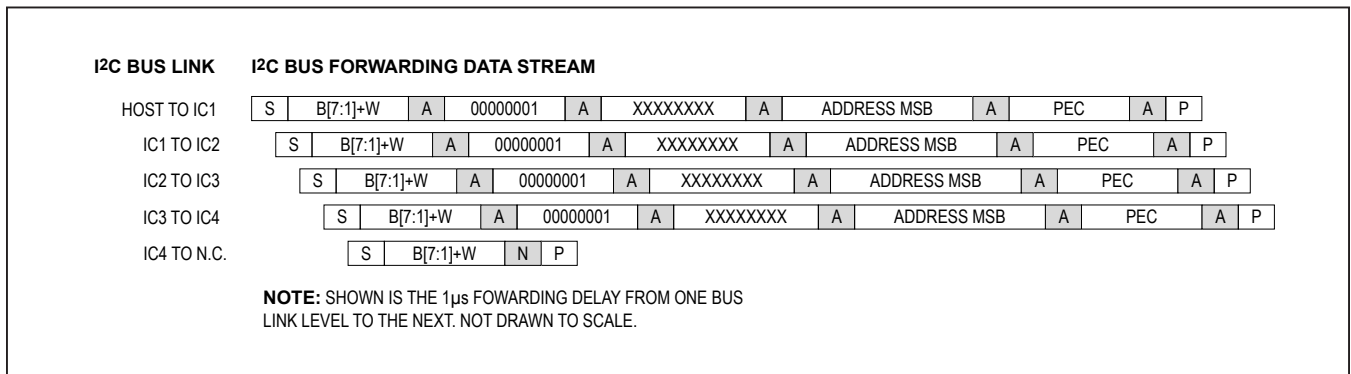 I2C BUS LINK I2C BUS FORWARDING DATA STREAM
HOST TO IC1 S B[7:1]+W A 00000001 A XXXXXXXX A ADDRESS MSB A PEC A P
IC1 TO IC2 S B[7:1]+W A 00000001 A XXXXXXXX A ADDRESS MSB A PEC A P
IC2 TO IC3 S B[7:1]+W A 00000001 A XXXXXXXX A ADDRESS MSB A PEC A P
IC3 TO IC4 S B[7:1]+W A 00000001 A XXXXXXXX A ADDRESS MSB A PEC A P
IC4 TO N.C. S B[7:1]+W N P
NOTE: SHOWN IS THE 1µs FOWARDING DELAY FROM ONE BUS
LINK LEVEL TO THE NEXT. NOT DRAWN TO SCALE.